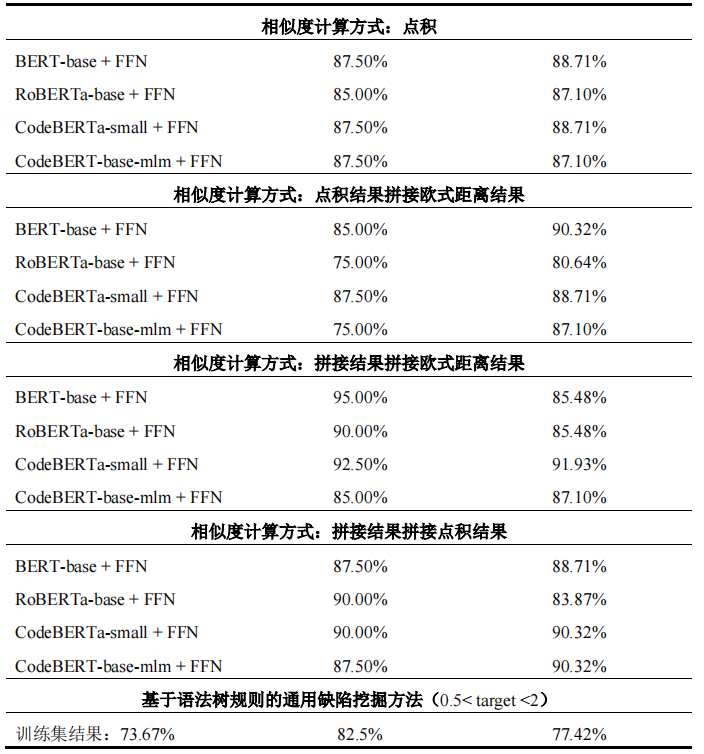 相似度计算方式：点积
BERT-base + FFN 87.50% 88.71%
RoBERTa-base + FFN 85.00% 87.10%
CodeBERTa-small + FFN 87.50% 88.71%
CodeBERT-base-mlm + FFN 87.50% 87.10%
相似度计算方式：点积结果拼接欧式距离结果
BERT-base + FFN 85.00% 90.32%
RoBERTa-base + FFN 75.00% 80.64%
CodeBERTa-small + FFN 87.50% 88.71%
CodeBERT-base-mlm + FFN 75.00% 87.10%
相似度计算方式：拼接结果拼接欧式距离结果
BERT-base + FFN 95.00% 85.48%
RoBERTa-base + FFN 90.00% 85.48%
CodeBERTa-small + FFN 92.50% 91.93%
CodeBERT-base-mlm + FFN 85.00% 87.10%
相似度计算方式：拼接结果拼接点积结果
BERT-base + FFN 87.50% 88.71%
RoBERTa-base + FFN 90.00% 83.87%
CodeBERTa-small + FFN 90.00% 90.32%
CodeBERT-base-mlm + FFN 87.50% 90.32%
基于语法树规则的通用缺陷挖掘方法（0.5< target <2）
训练集结果：73.67% 82.5% 77.42%